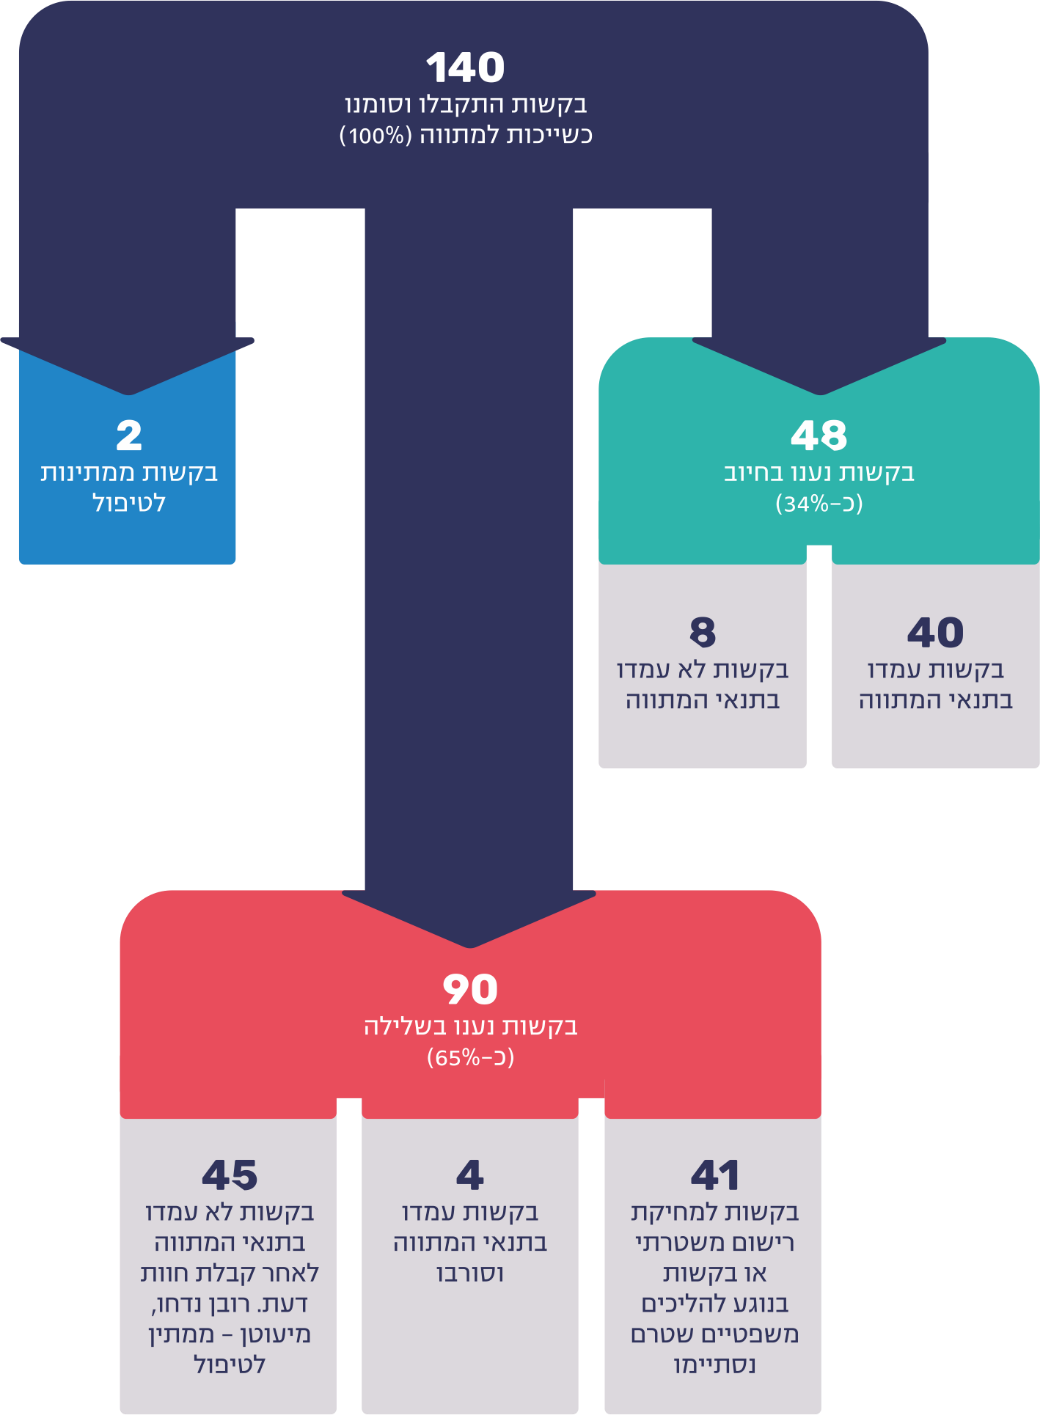 140
בקשות התקבלו וסומנו
כשייכות למתווה (100%)
48
בקשות נענו בחיוב
(כ-34%)
40
בקשות עמדו
בתנאי המתווה
8
בקשות לא עמדו
בתנאי המתווה
2
בקשות ממתינות
לטיפול
90
בקשות נענו בשלילה
(כ-65%)
41
בקשות למחיקת
רישום משטרתי
או בקשות
בנוגע להליכים
משפטיים שטרם
נסתיימו
4
בקשות עמדו
בתנאי המתווה
וסורבו
45
בקשות לא עמדו
בתנאי המתווה
לאחר קבלת חוות
דעת. רובן נדחו,
מיעוטן – ממתין
לטיפול